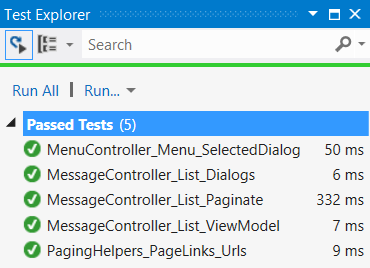 Test Explorer
Search
Run All | Run...
Passed Tests (5)
MenuController_Menu_SelectedDialog 50 ms
MessageController_List_Dialogs 6 ms
MessageController_List_Paginate 332 ms
MessageController_List_ViewModel 7 ms
PagingHelpers_PageLinks_Urls 9 ms